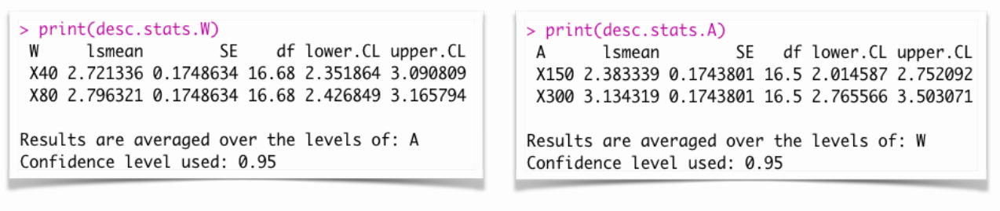 > print(desc.stats.W)
W lsmean SE df lower.CL upper.CL
X40 2.721336 0.1748634 16.68 2.351864 3.090809
X80 2.796321 0.1748634 16.68 2.426849 3.165794
Results are averaged over the levels of: A
Confidence level used: 0.95
> print(desc.stats.A)
A lsmean SE df lower.CL upper.CL
X150 2.383339 0.1743801 16.5 2.014587 2.752092
X300 3.134319 0.1743801 16.5 2.765566 3.503071
Results are averaged over the levels of: W
Confidence level used: 0.95